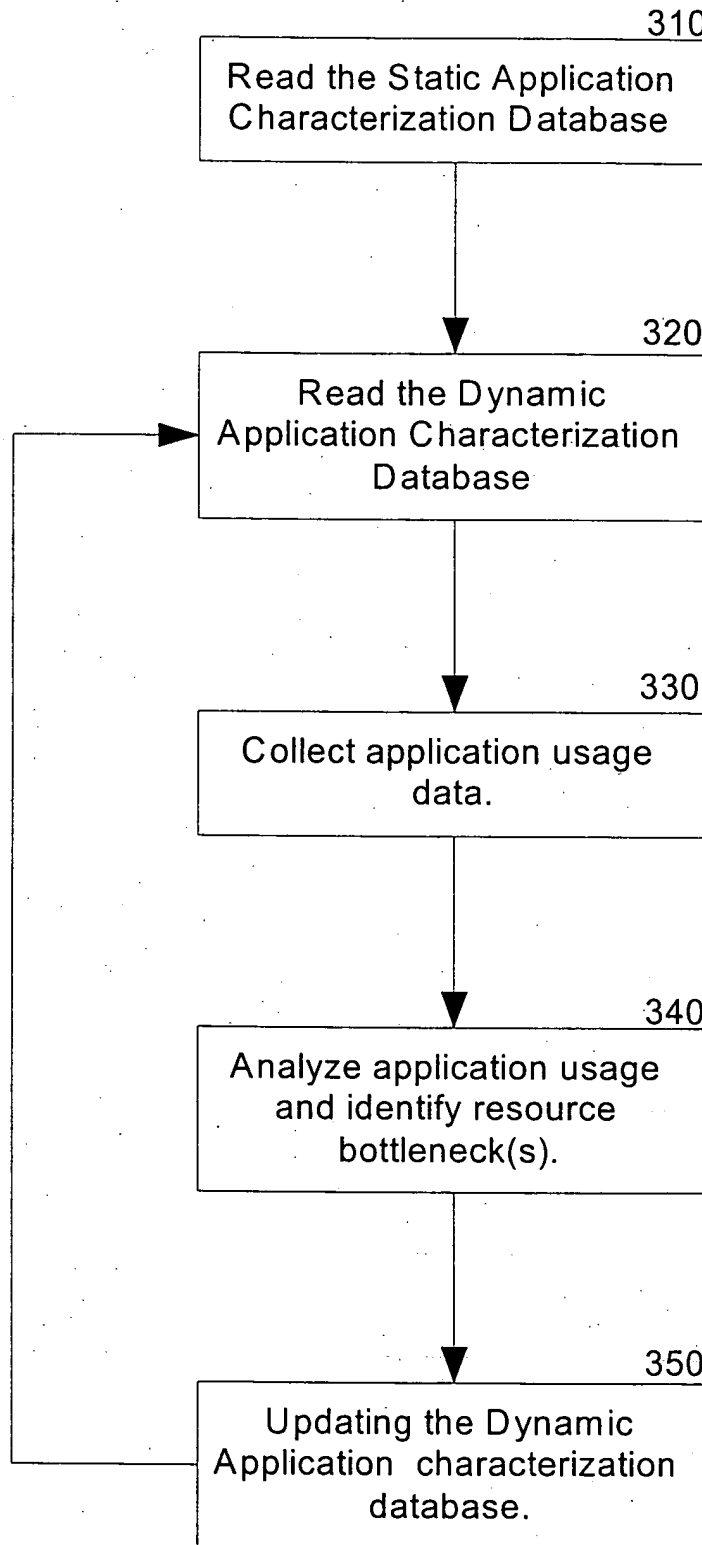 310
Read the Static Application
Characterization Database
320
Read the Dynamic
Application Characterization
Database
330
Collect application usage
data.
340
Analyze application usage
and identify resource
bottleneck(s).
350
Updating the Dynamic
Application characterization
database.